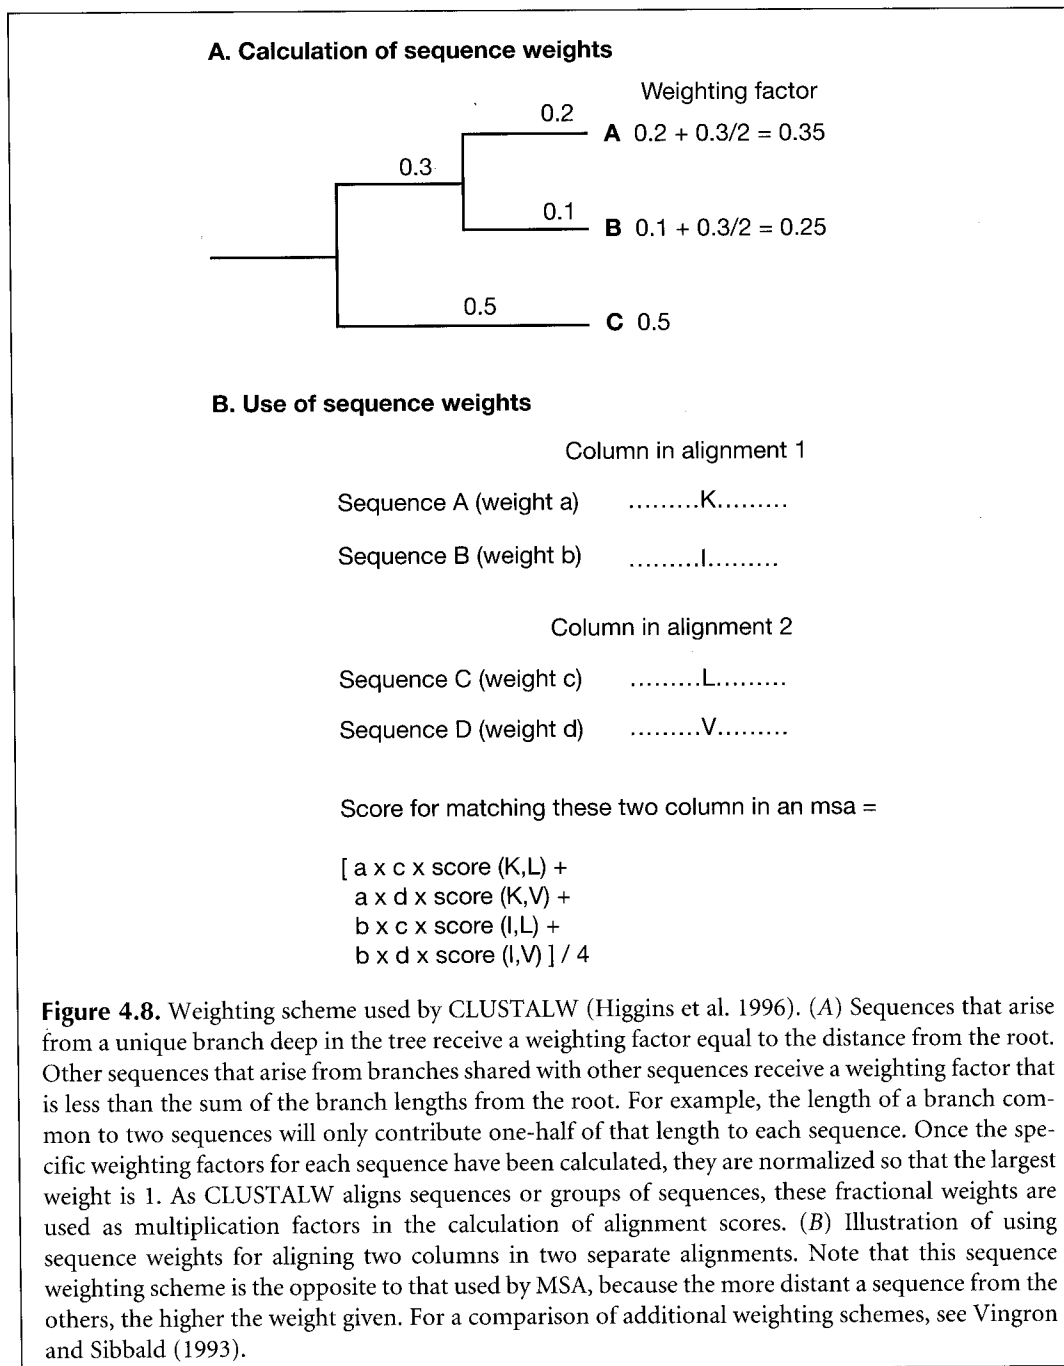 A. Calculation of sequence weights
Weighting factor
0.2
A 0.2 + 0.3/2 = 0.35
0.3
0.1
B 0.1 + 0.3/2 = 0.25
0.5
C 0.5
B. Use of sequence weights
Column in alignment 1
Sequence A (weight a) .........K.........
Sequence B (weight b) .........I.........
Column in alignment 2
Sequence C (weight c) .........L.........
Sequence D (weight d) .........V.........
Score for matching these two column in an msa =
[ a x c x score (K,L) +
a x d x score (K,V) +
b x c x score (I,L) +
b x d x score (I,V) ] / 4
Figure 4.8. Weighting scheme used by CLUSTALW (Higgins et al. 1996). (A) Sequences that arise
from a unique branch deep in the tree receive a weighting factor equal to the distance from the root.
Other sequences that arise from branches shared with other sequences receive a weighting factor that
is less than the sum of the branch lengths from the root. For example, the length of a branch com-
mon to two sequences will only contribute one-half of that length to each sequence. Once the spe-
cific weighting factors for each sequence have been calculated, they are normalized so that the largest
weight is 1. As CLUSTALW aligns sequences or groups of sequences, these fractional weights are
used as multiplication factors in the calculation of alignment scores. (B) Illustration of using
sequence weights for aligning two columns in two separate alignments. Note that this sequence
weighting scheme is the opposite to that used by MSA, because the more distant a sequence from the
others, the higher the weight given. For a comparison of additional weighting schemes, see Vingron
and Sibbald (1993).